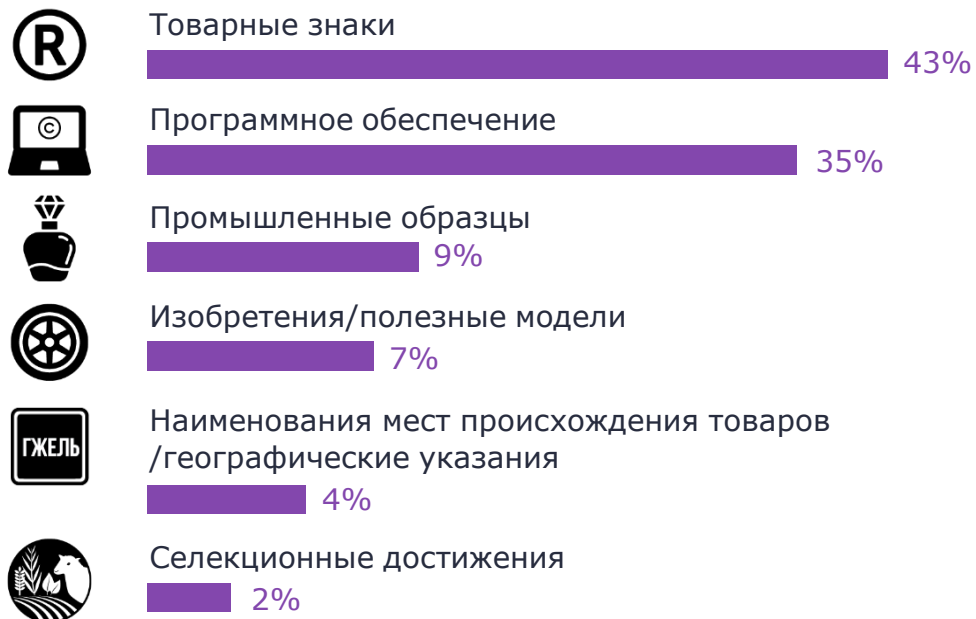 ®
Товарные знаки
43%
©
Программное обеспечение
35%
Промышленные образцы
9%
Изобретения/полезные модели
7%
ГЖЕЛЬ
Наименования мест происхождения товаров
/географические указания
4%
Селекционные достижения
2%